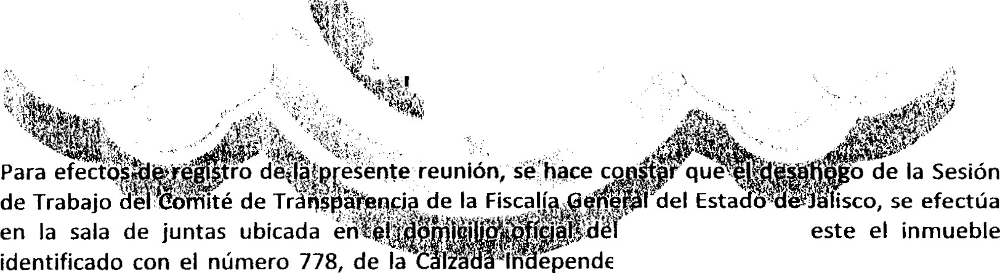 Para efectos de registro de la presente reunión, se hace constar que el desahogo de la Sesión
de Trabajo del Comité de Transparencia de la Fiscalía General del Estado de Jalisco, se efectúa
en la sala de juntas ubicada en el domicilio oficial del este el inmueble
identificado con el número 778, de la Calzada